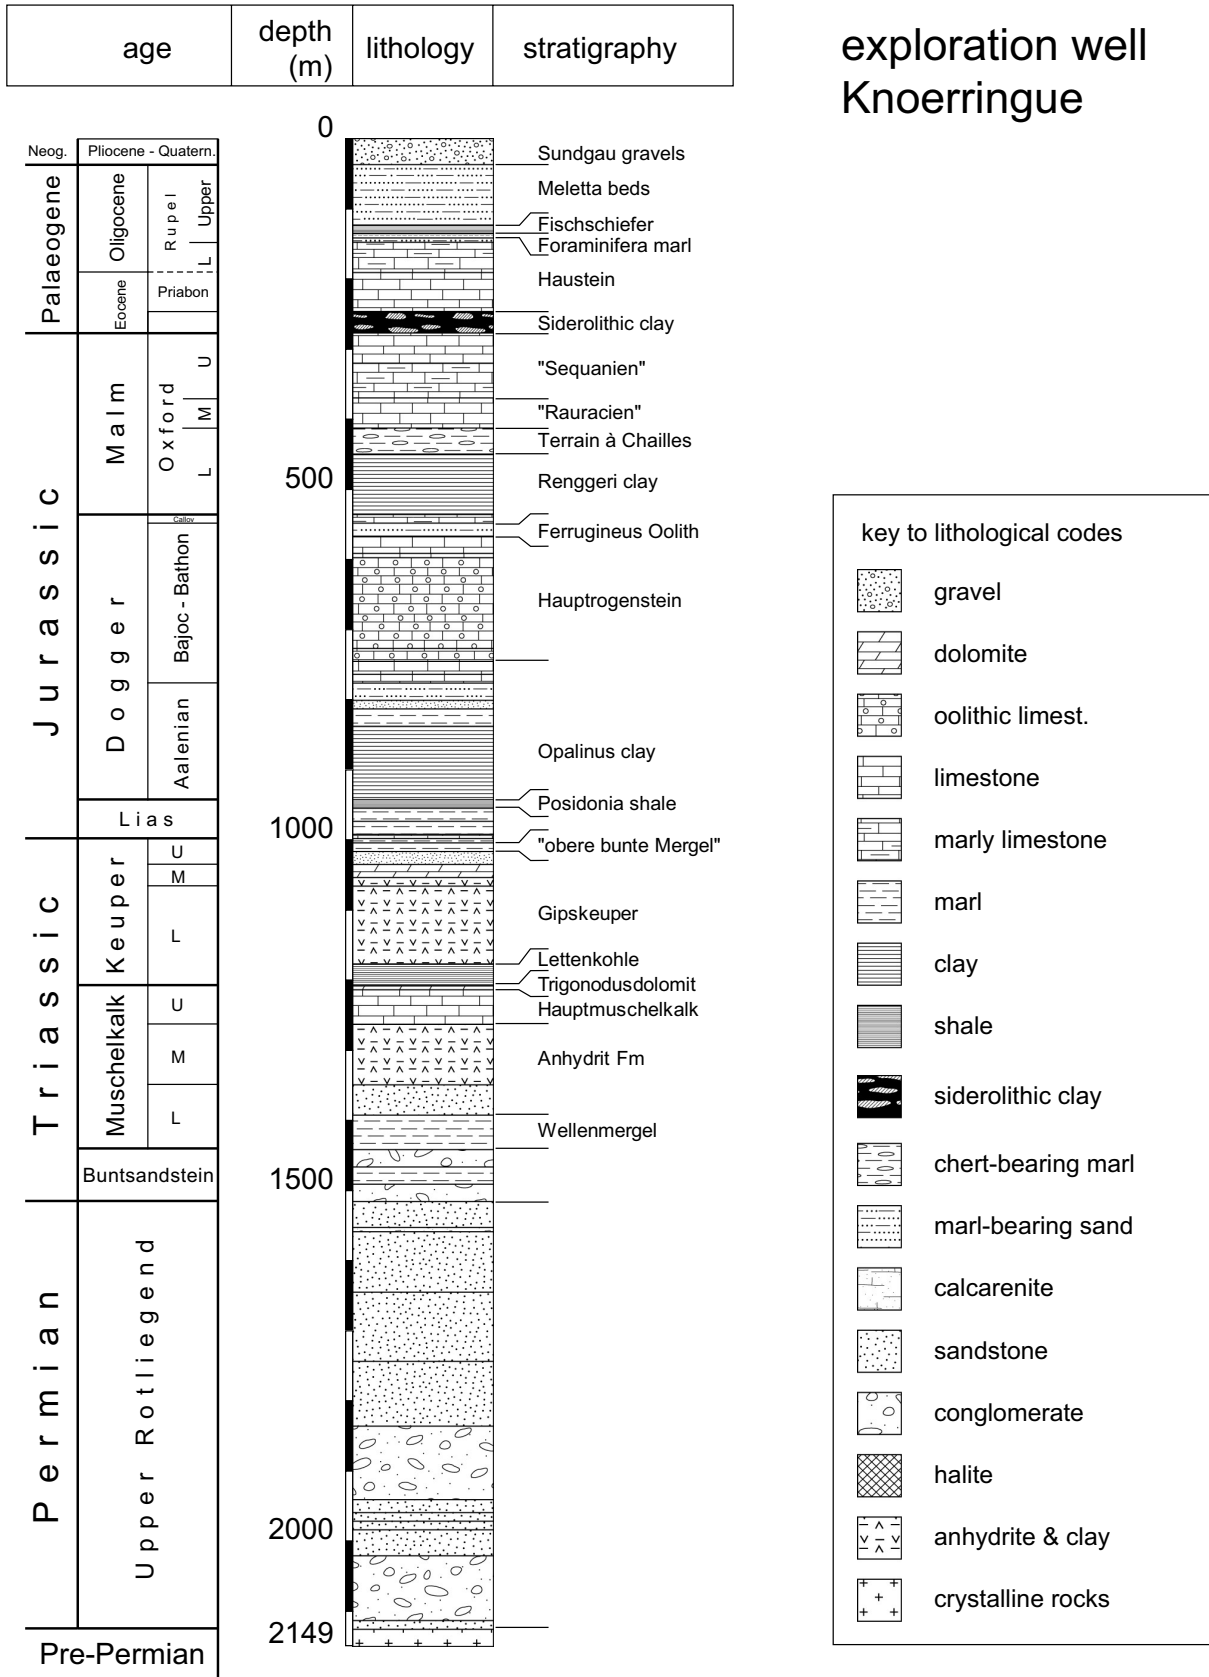 age
depth
(m)
lithology
stratigraphy
exploration well
Knoerringue
0
500
1000
1500
2000
2149
Neog.
Pliocene - Quatern.
Palaeogene
Oligocene
Rupel
Upper
L
Eocene
Priabon
Jurassic
Malm
Oxford
U
M
L
Dogger
Callov
Bajoc - Bathon
Aalenian
Lias
Triassic
Keuper
U
M
L
Muschelkalk
U
M
L
Buntsandstein
Permian
Upper Rotliegend
Pre-Permian
Sundgau gravels
Meletta beds
Fischschiefer
Foraminifera marl
Haustein
Siderolithic clay
"Sequanien"
"Rauracien"
Terrain à Chailles
Renggeri clay
Ferrugineus Oolith
Hauptrogenstein
Opalinus clay
Posidonia shale
"obere bunte Mergel"
Gipskeuper
Lettenkohle
Trigonodusdolomit
Hauptmuschelkalk
Anhydrit Fm
Wellenmergel
key to lithological codes
gravel
dolomite
oolithic limest.
limestone
marly limestone
marl
clay
shale
siderolithic clay
chert-bearing marl
marl-bearing sand
calcarenite
sandstone
conglomerate
halite
anhydrite & clay
crystalline rocks